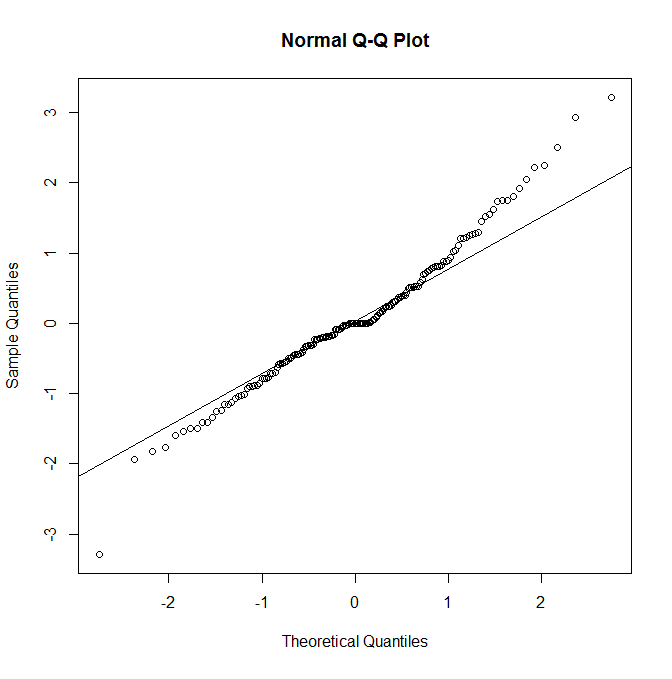 Normal Q-Q Plot
3
2
1
0
-1
-2
-3
Sample Quantiles
-2 -1 0 1 2
Theoretical Quantiles